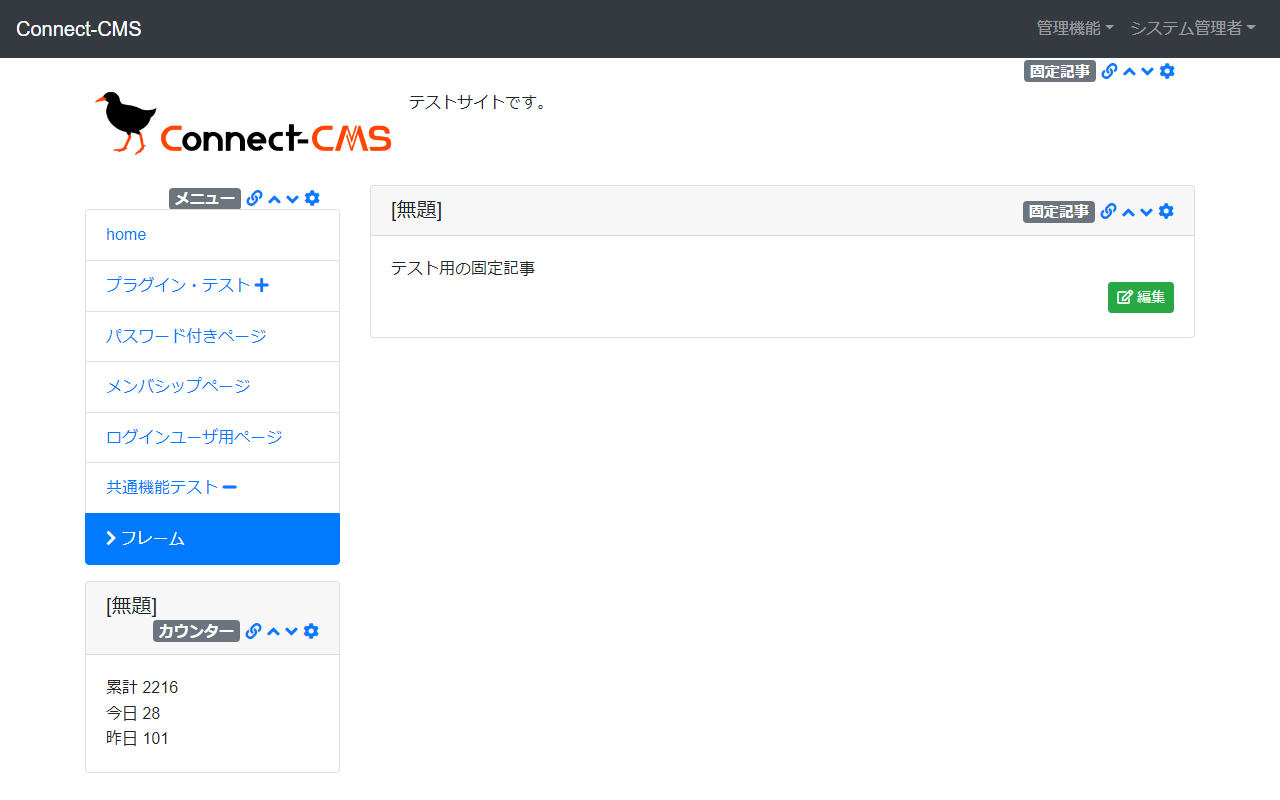 Connect-CMS
管理機能 システム管理者
固定記事
Connect-CMS
テストサイトです。
メニュー
home
プラグイン・テスト
パスワード付きページ
メンバシップページ
ログインユーザ用ページ
共通機能テスト
フレーム
[無題]
カウンター
累計 2216
今日 28
昨日 101
[無題]
固定記事
テスト用の固定記事
編集